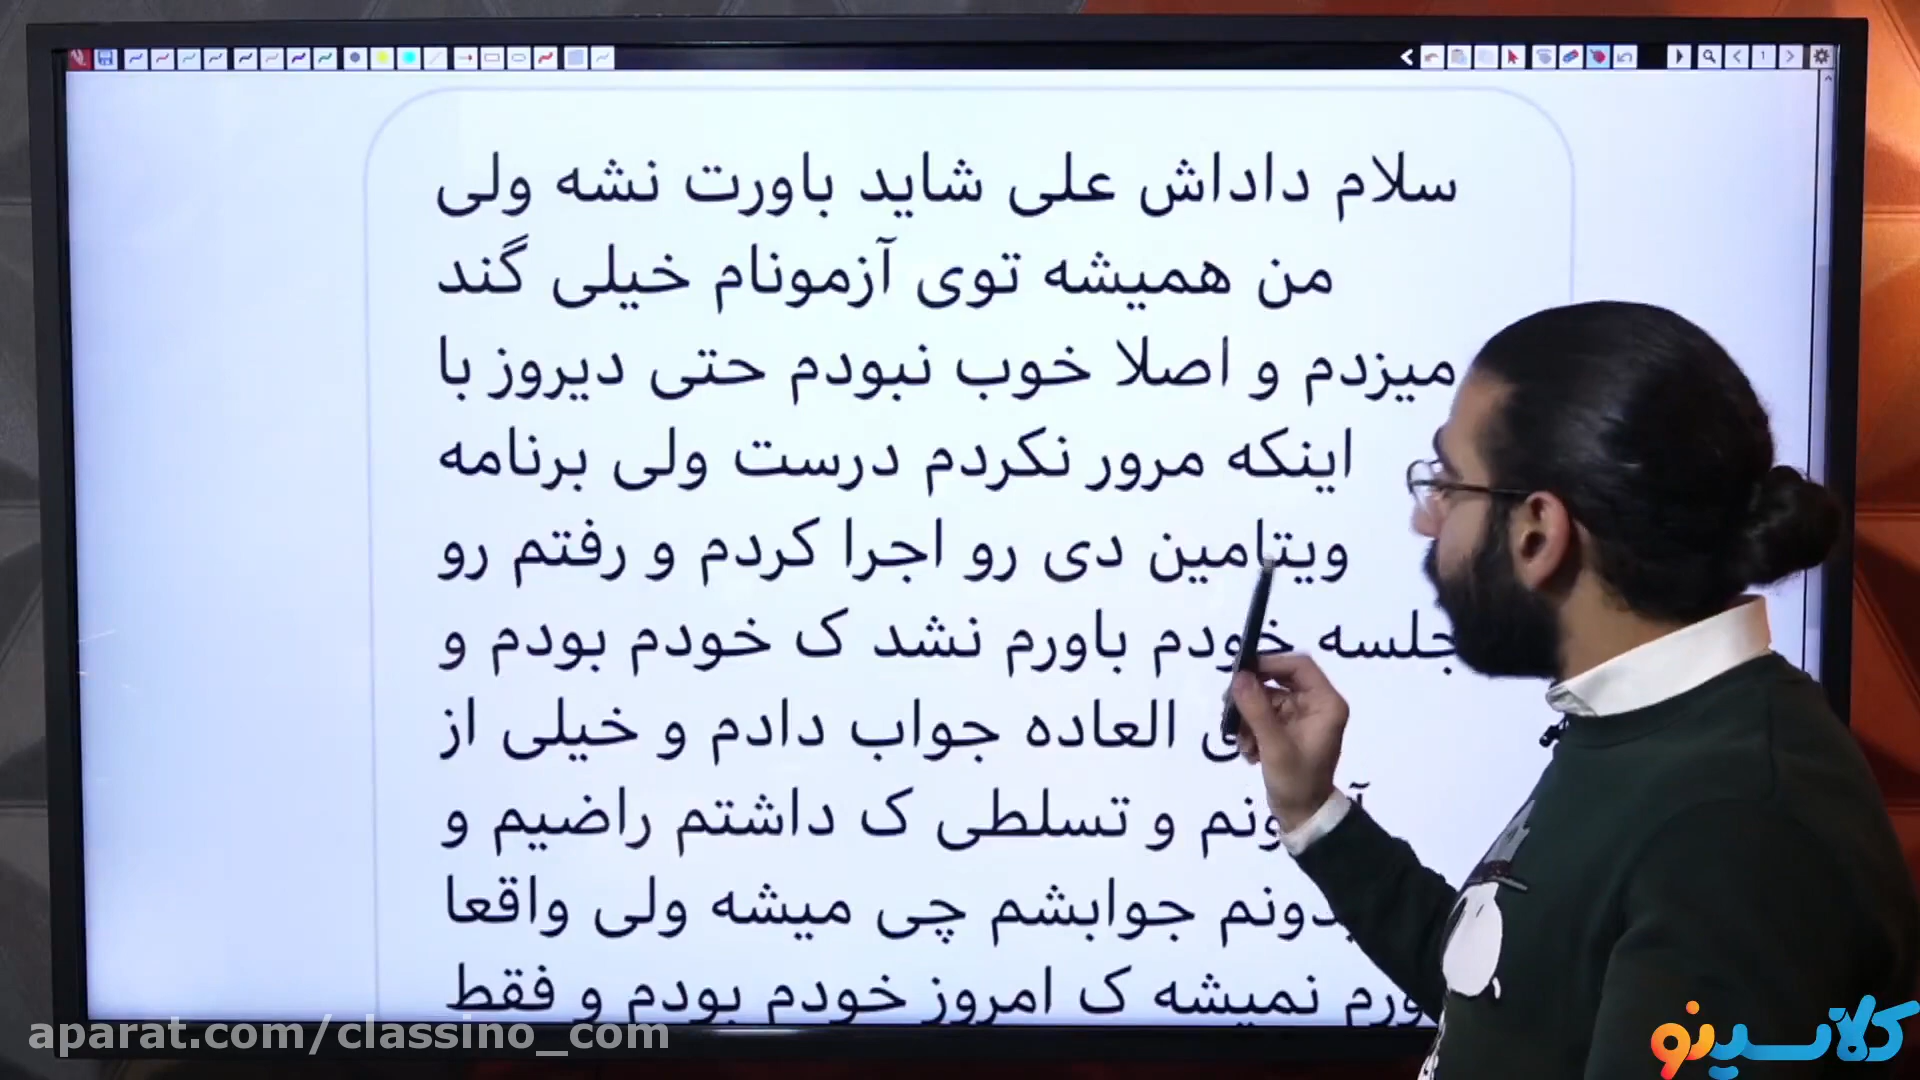 سلام داداش علی شاید باورت نشه ولی
من همیشه توی آزمونام خیلی گند
میزدم و اصلا خوب نبودم حتی دیروز با
اینکه مرور نکردم درست ولی برنامه
ویتامین دی رو اجرا کردم و رفتم رو
جلسه خودم باورم نشد ک خودم بودم و
العاده جواب دادم و خیلی از
و تسلطی ک داشتم راضیم و
جوابشم چی میشه ولی واقعا
نمیشه ک امروز خودم بودم و فقط
aparat.com/classino_com
کلاسینو